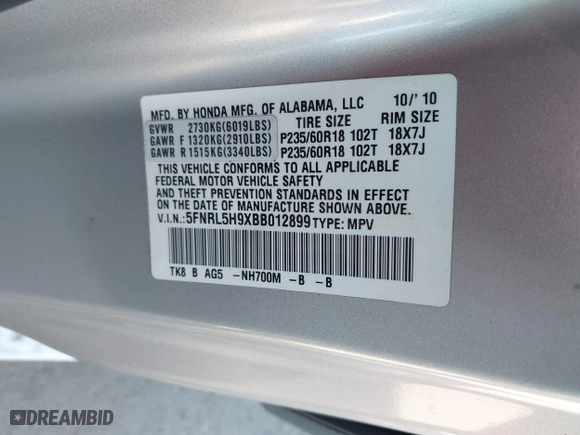 MFD. BY HONDA MFG. OF ALABAMA, LLC 10/'10
TIRE SIZE RIM SIZE
GVWR 2730KG(6019LBS)
GAWR F 1320KG(2910LBS) P235/60R18 102T 18X7J
GAWR R 1515KG(3340LBS) P235/60R18 102T 18X7J
THIS VEHICLE CONFORMS TO ALL APPLICABLE
FEDERAL MOTOR VEHICLE SAFETY
AND THEFT PREVENTION STANDARDS IN EFFECT
ON THE DATE OF MANUFACTURE SHOWN ABOVE.
V.I.N.: 5FNRL5H9XBB012899 TYPE: MPV
TK8 B AG5 -NH700M -B -B
DREAMBID